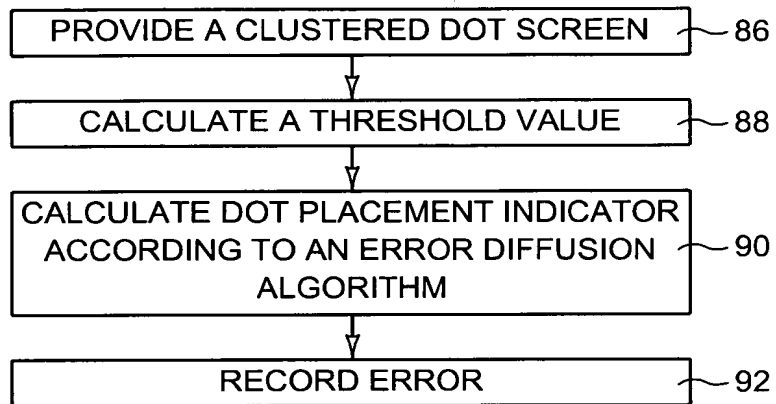 PROVIDE A CLUSTERED DOT SCREEN 86
CALCULATE A THRESHOLD VALUE 88
CALCULATE DOT PLACEMENT INDICATOR
ACCORDING TO AN ERROR DIFFUSION 90
ALGORITHM
RECORD ERROR 92